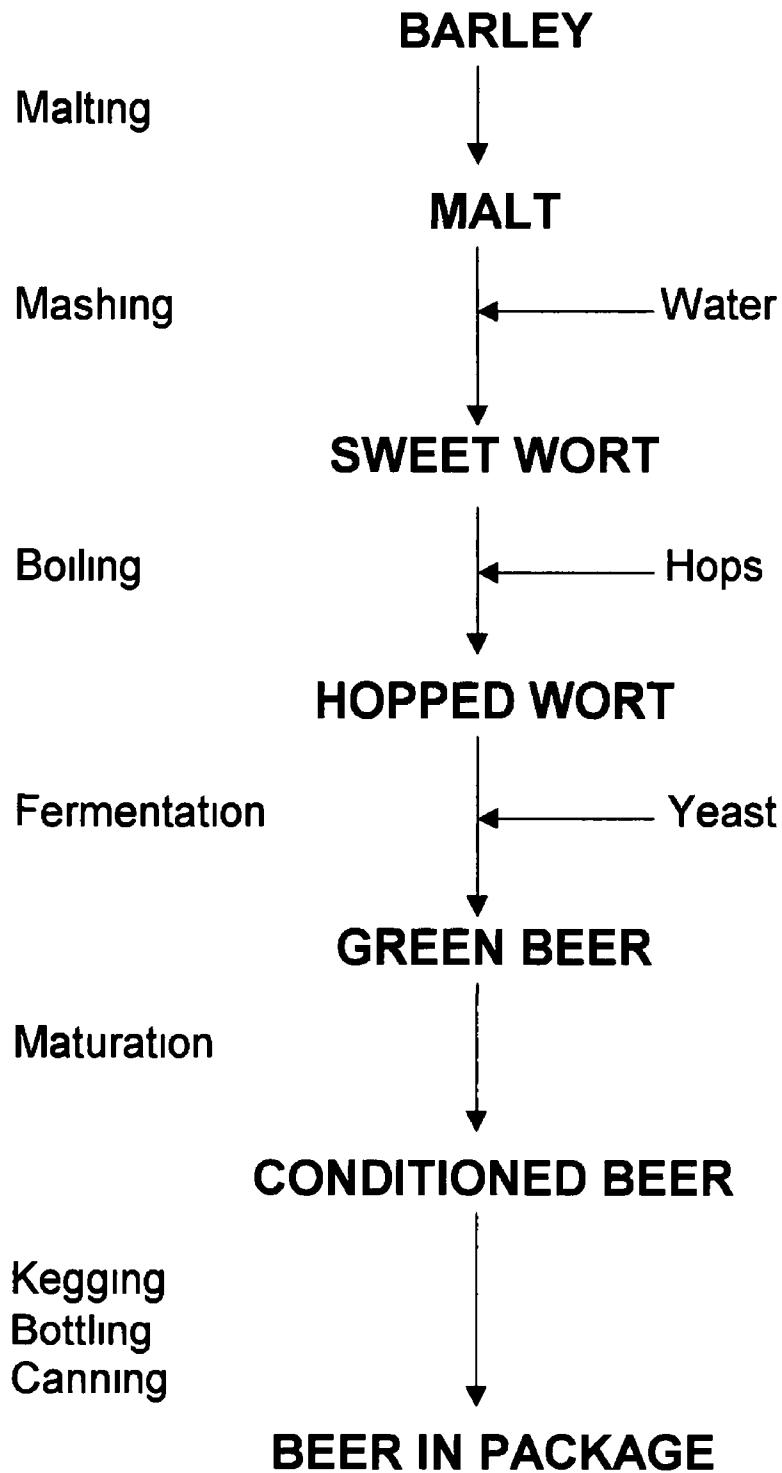 BARLEY
Malting
MALT
Mashing
Water
SWEET WORT
Boiling
Hops
HOPPED WORT
Fermentation
Yeast
GREEN BEER
Maturation
CONDITIONED BEER
Kegging
Bottling
Canning
BEER IN PACKAGE